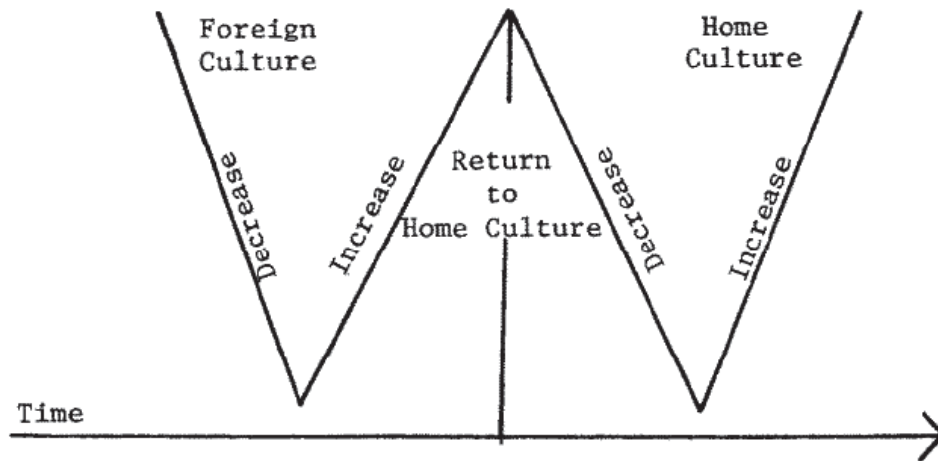 Foreign
Culture
Home
Culture
Decrease
Increase
Return
to
Home Culture
Decrease
Increase
Time